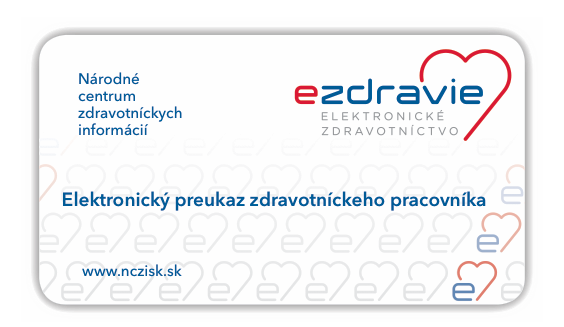 Národné
centrum
zdravotníckych
informácií
ezdravie
ELEKTRONICKÉ
ZDRAVOTNÍCTVO
Elektronický preukaz zdravotníckeho pracovníka
www.nczisk.sk